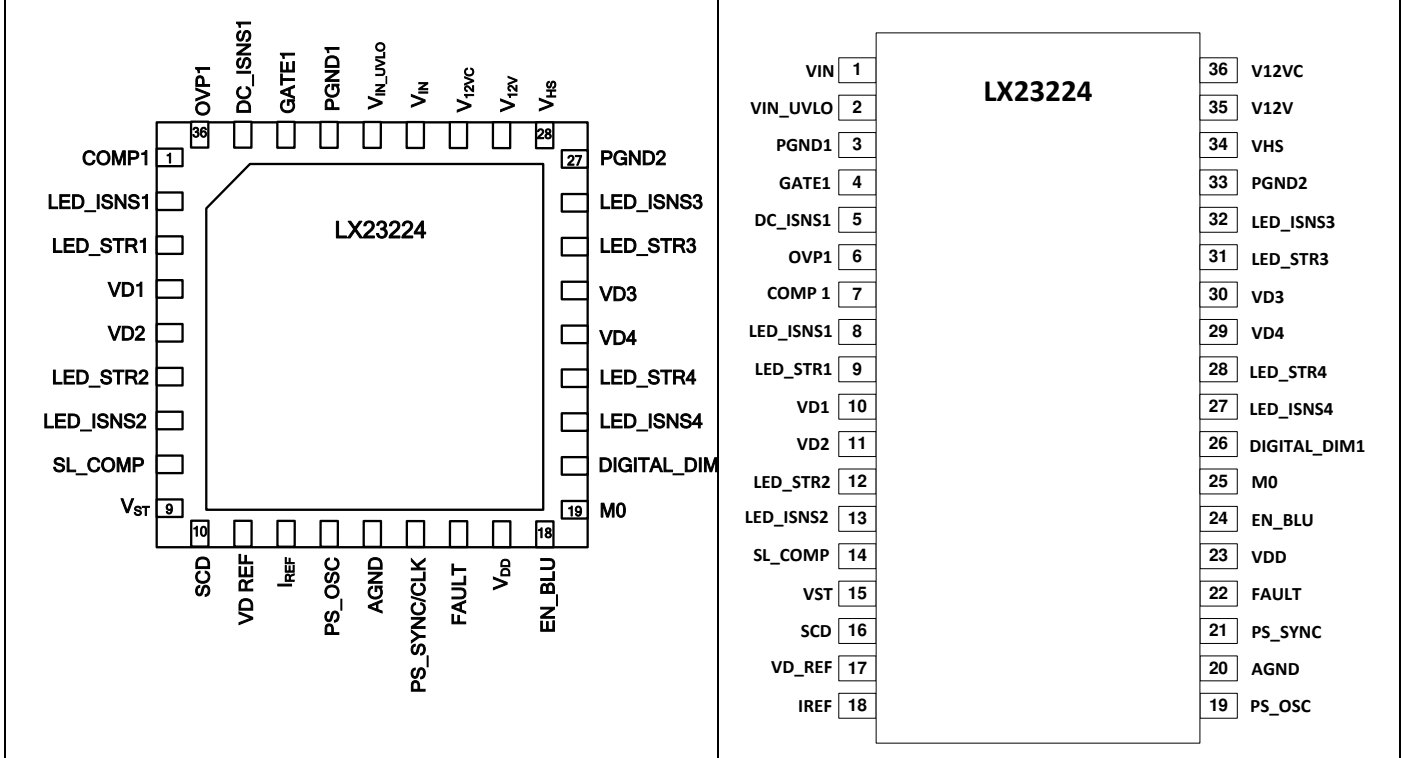 OVP1
DC_ISNS1
GATE1
PGND1
VIN_UVLO
VIN
V12VC
V12V
VHS
36
28
COMP1 1
27 PGND2
LED_ISNS1
LED_ISNS3
LED_STR1
LX23224
LED_STR3
VD1
VD3
VD2
VD4
LED_STR2
LED_STR4
LED_ISNS2
LED_ISNS4
SL_COMP
DIGITAL_DIM
VST 9
19 M0
10
18
SCD
VD REF
IREF
PS_OSC
AGND
PS_SYNC/CLK
FAULT
VDD
EN_BLU
LX23224
VIN 1
36 V12VC
VIN_UVLO 2
35 V12V
PGND1 3
34 VHS
GATE1 4
33 PGND2
DC_ISNS1 5
32 LED_ISNS3
OVP1 6
31 LED_STR3
COMP 1 7
30 VD3
LED_ISNS1 8
29 VD4
LED_STR1 9
28 LED_STR4
VD1 10
27 LED_ISNS4
VD2 11
26 DIGITAL_DIM1
LED_STR2 12
25 M0
LED_ISNS2 13
24 EN_BLU
SL_COMP 14
23 VDD
VST 15
22 FAULT
SCD 16
21 PS_SYNC
VD_REF 17
20 AGND
IREF 18
19 PS_OSC